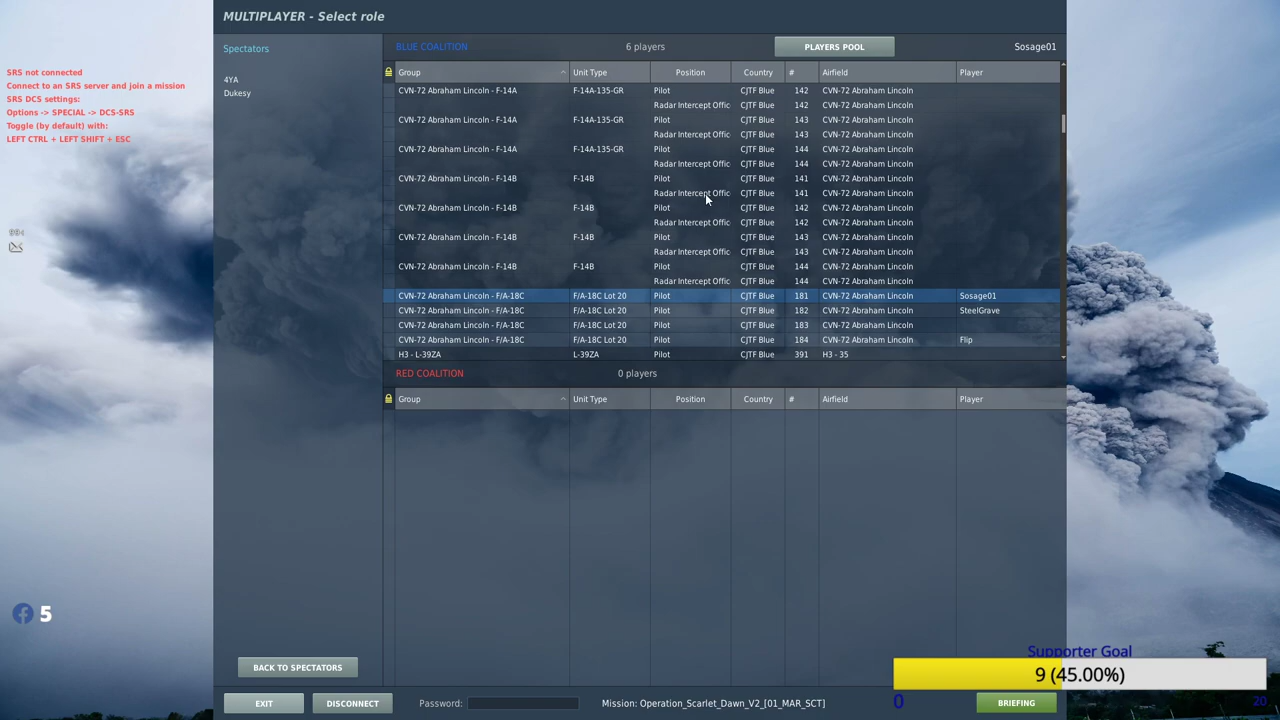 MULTIPLAYER - Select role
Spectators
4YA
Dukesy
SRS not connected
Connect to an SRS server and join a mission
SRS DCS settings:
Options -> SPECIAL -> DCS-SRS
Toggle (by default) with:
LEFT CTRL + LEFT SHIFT + ESC
99+
5
BLUE COALITION 6 players PLAYERS POOL Sosage01
Group Unit Type Position Country # Airfield Player
CVN-72 Abraham Lincoln - F-14A F-14A-135-GR Pilot CJTF Blue 142 CVN-72 Abraham Lincoln
Radar Intercept Offic CJTF Blue 142 CVN-72 Abraham Lincoln
CVN-72 Abraham Lincoln - F-14A F-14A-135-GR Pilot CJTF Blue 143 CVN-72 Abraham Lincoln
Radar Intercept Offic CJTF Blue 143 CVN-72 Abraham Lincoln
CVN-72 Abraham Lincoln - F-14A F-14A-135-GR Pilot CJTF Blue 144 CVN-72 Abraham Lincoln
Radar Intercept Offic CJTF Blue 144 CVN-72 Abraham Lincoln
CVN-72 Abraham Lincoln - F-14B F-14B Pilot CJTF Blue 141 CVN-72 Abraham Lincoln
Radar Intercept Offic CJTF Blue 141 CVN-72 Abraham Lincoln
CVN-72 Abraham Lincoln - F-14B F-14B Pilot CJTF Blue 142 CVN-72 Abraham Lincoln
Radar Intercept Offic CJTF Blue 142 CVN-72 Abraham Lincoln
CVN-72 Abraham Lincoln - F-14B F-14B Pilot CJTF Blue 143 CVN-72 Abraham Lincoln
Radar Intercept Offic CJTF Blue 143 CVN-72 Abraham Lincoln
CVN-72 Abraham Lincoln - F-14B F-14B Pilot CJTF Blue 144 CVN-72 Abraham Lincoln
Radar Intercept Offic CJTF Blue 144 CVN-72 Abraham Lincoln
CVN-72 Abraham Lincoln - F/A-18C F/A-18C Lot 20 Pilot CJTF Blue 181 CVN-72 Abraham Lincoln Sosage01
CVN-72 Abraham Lincoln - F/A-18C F/A-18C Lot 20 Pilot CJTF Blue 182 CVN-72 Abraham Lincoln SteelGrave
CVN-72 Abraham Lincoln - F/A-18C F/A-18C Lot 20 Pilot CJTF Blue 183 CVN-72 Abraham Lincoln
CVN-72 Abraham Lincoln - F/A-18C F/A-18C Lot 20 Pilot CJTF Blue 184 CVN-72 Abraham Lincoln Flip
H3 - L-39ZA L-39ZA Pilot CJTF Blue 391 H3 - 35
RED COALITION 0 players
Group Unit Type Position Country # Airfield Player
BACK TO SPECTATORS
Supporter Goal
9 (45.00%)
0 20
EXIT DISCONNECT Password: Mission: Operation_Scarlet_Dawn_V2_[01_MAR_SCT] BRIEFING